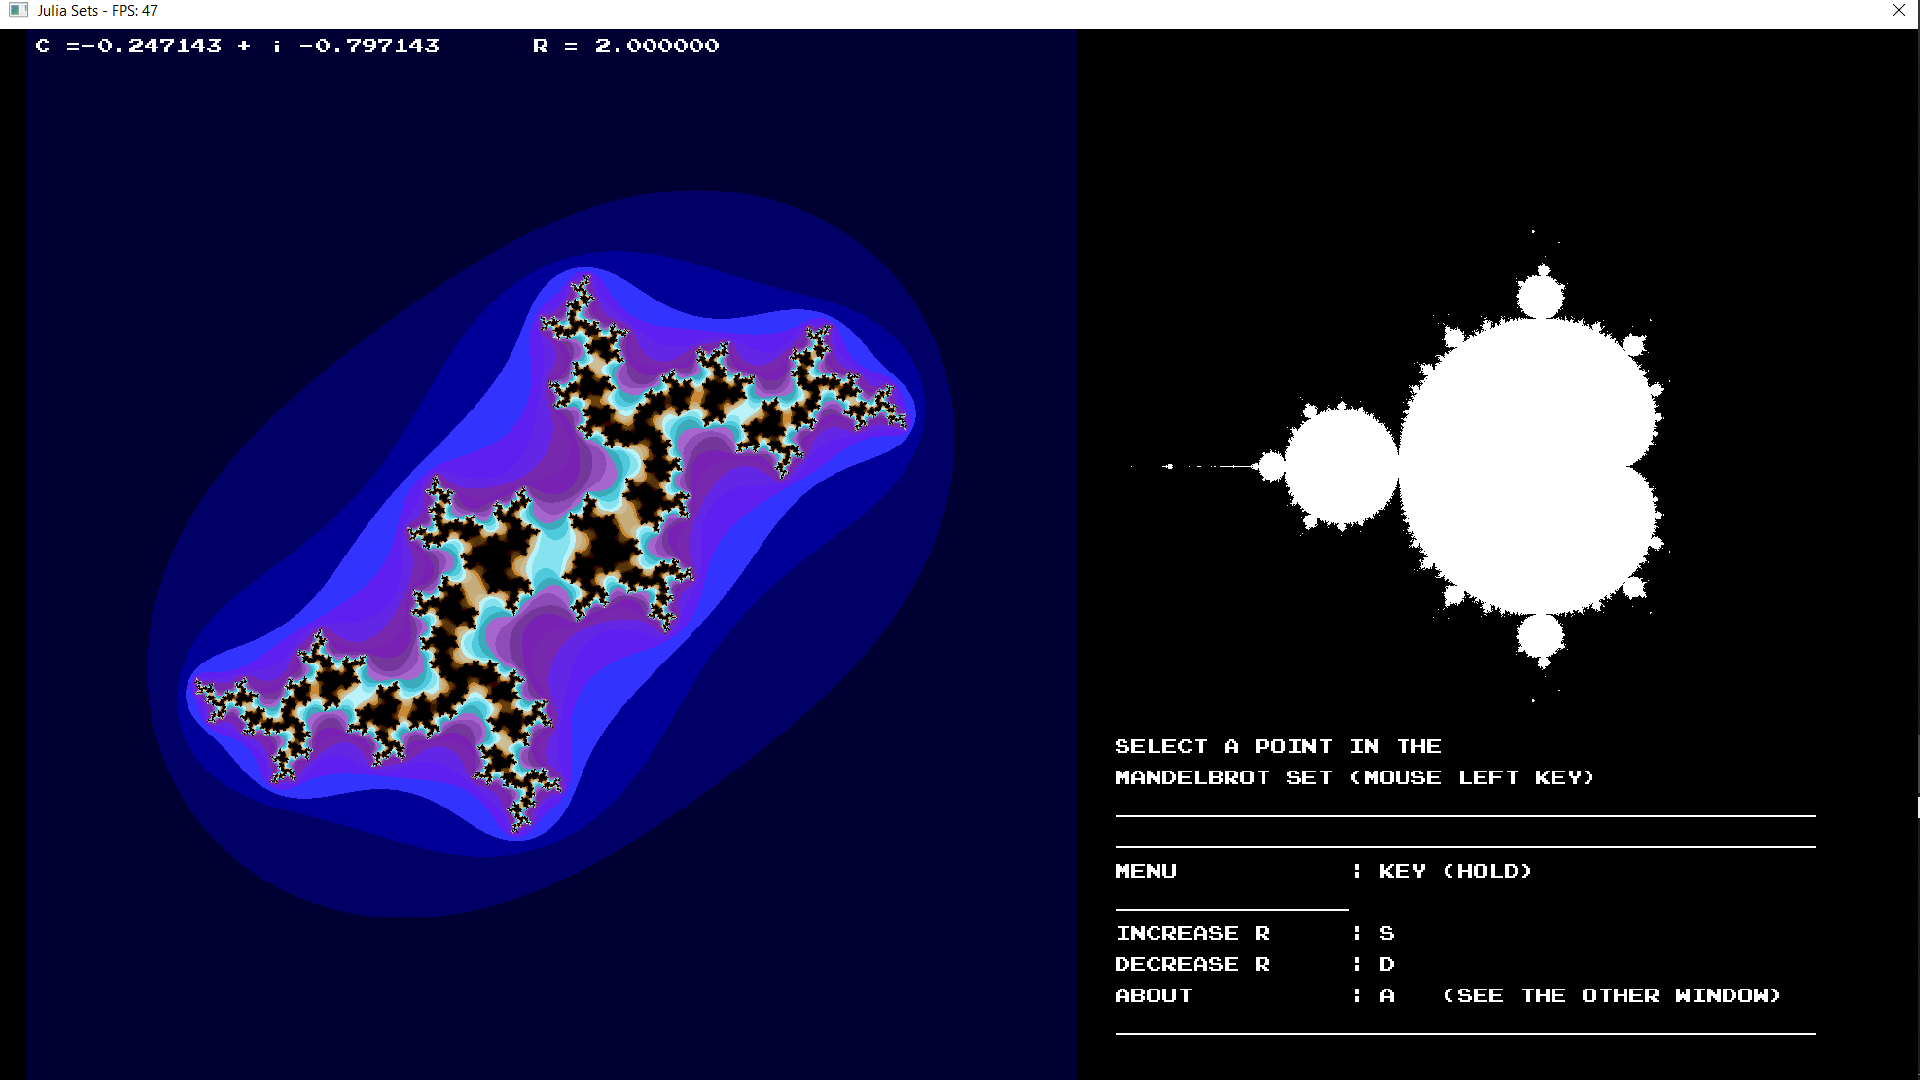 Julia Sets - FPS: 47
C =-0.247143 + i -0.797143 R = 2.000000
SELECT A POINT IN THE
MANDELBROT SET (MOUSE LEFT KEY)
MENU : KEY (HOLD)
INCREASE R : S
DECREASE R : D
ABOUT : A (SEE THE OTHER WINDOW)